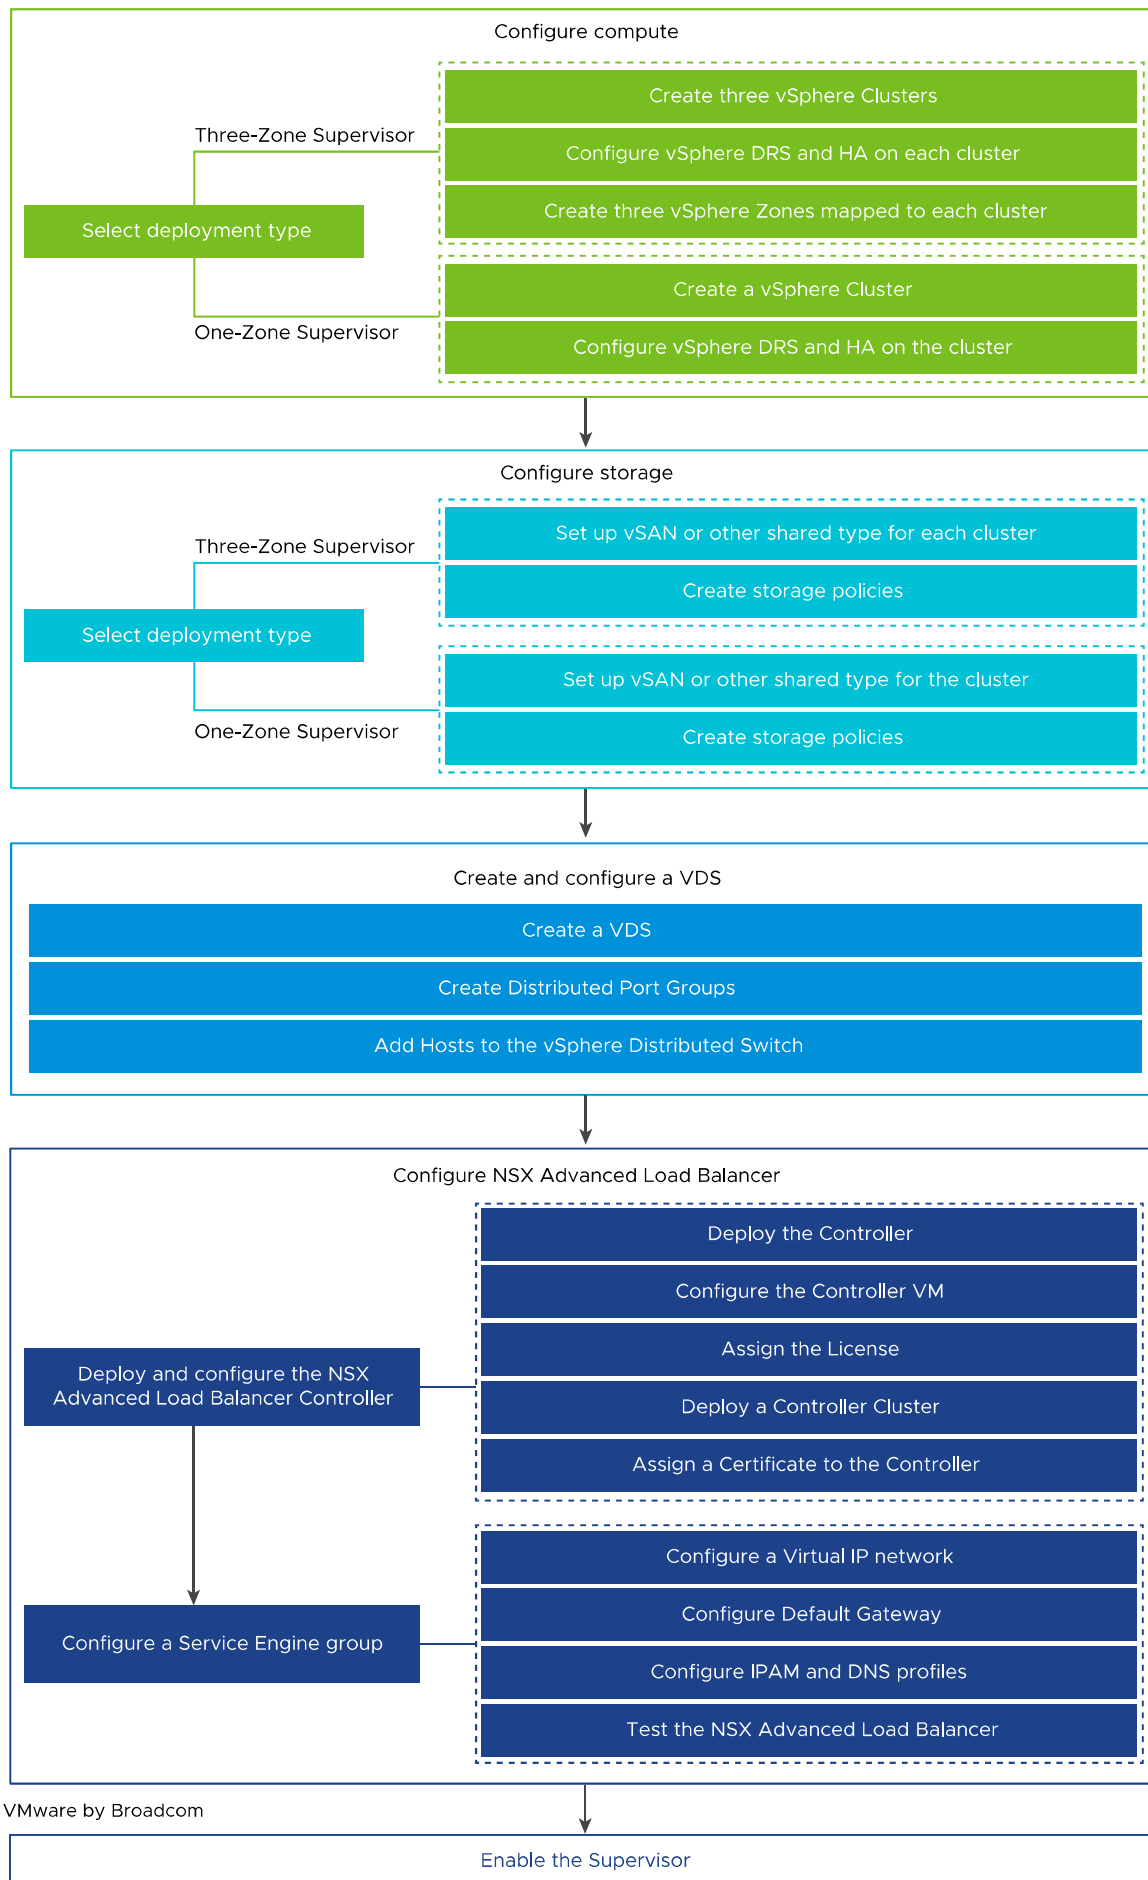 Configure compute
Create three vSphere Clusters
Three-Zone Supervisor
Configure vSphere DRS and HA on each cluster
Create three vSphere Zones mapped to each cluster
Select deployment type
Create a vSphere Cluster
One-Zone Supervisor
Configure vSphere DRS and HA on the cluster
Configure storage
Set up vSAN or other shared type for each cluster
Three-Zone Supervisor
Create storage policies
Select deployment type
Set up vSAN or other shared type for the cluster
One-Zone Supervisor
Create storage policies
Create and configure a VDS
Create a VDS
Create Distributed Port Groups
Add Hosts to the vSphere Distributed Switch
Configure NSX Advanced Load Balancer
Deploy the Controller
Configure the Controller VM
Assign the License
Deploy and configure the NSX
Advanced Load Balancer Controller
Deploy a Controller Cluster
Assign a Certificate to the Controller
Configure a Virtual IP network
Configure Default Gateway
Configure a Service Engine group
Configure IPAM and DNS profiles
Test the NSX Advanced Load Balancer
VMware by Broadcom
Enable the Supervisor